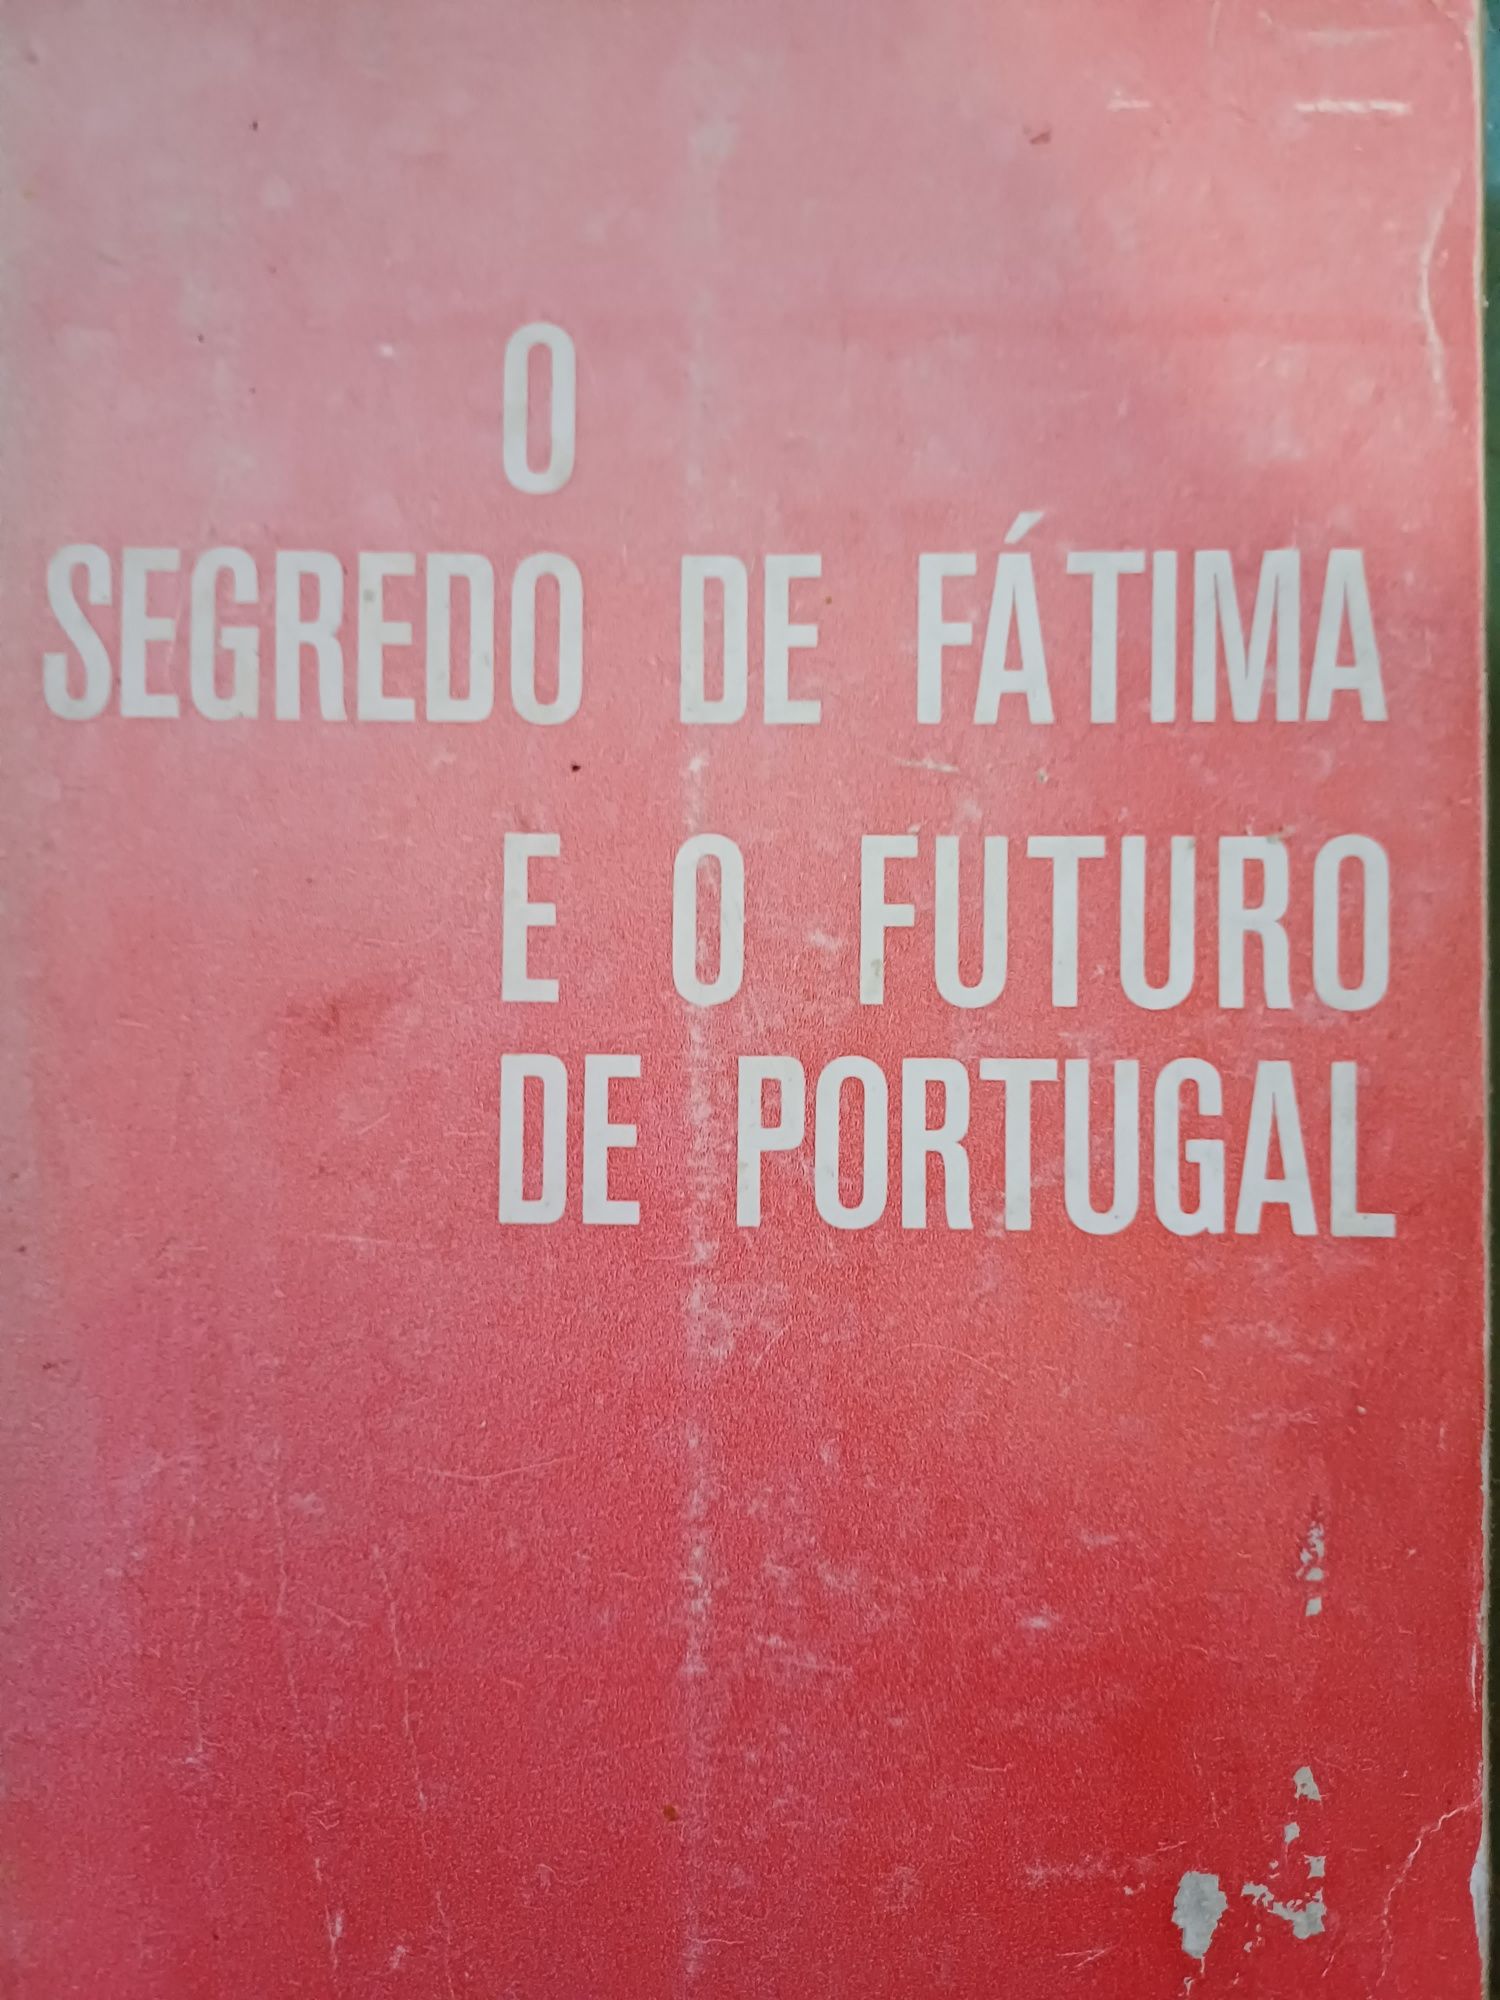 O
SEGREDO DE FÁTIMA
E O FUTURO
DE PORTUGAL